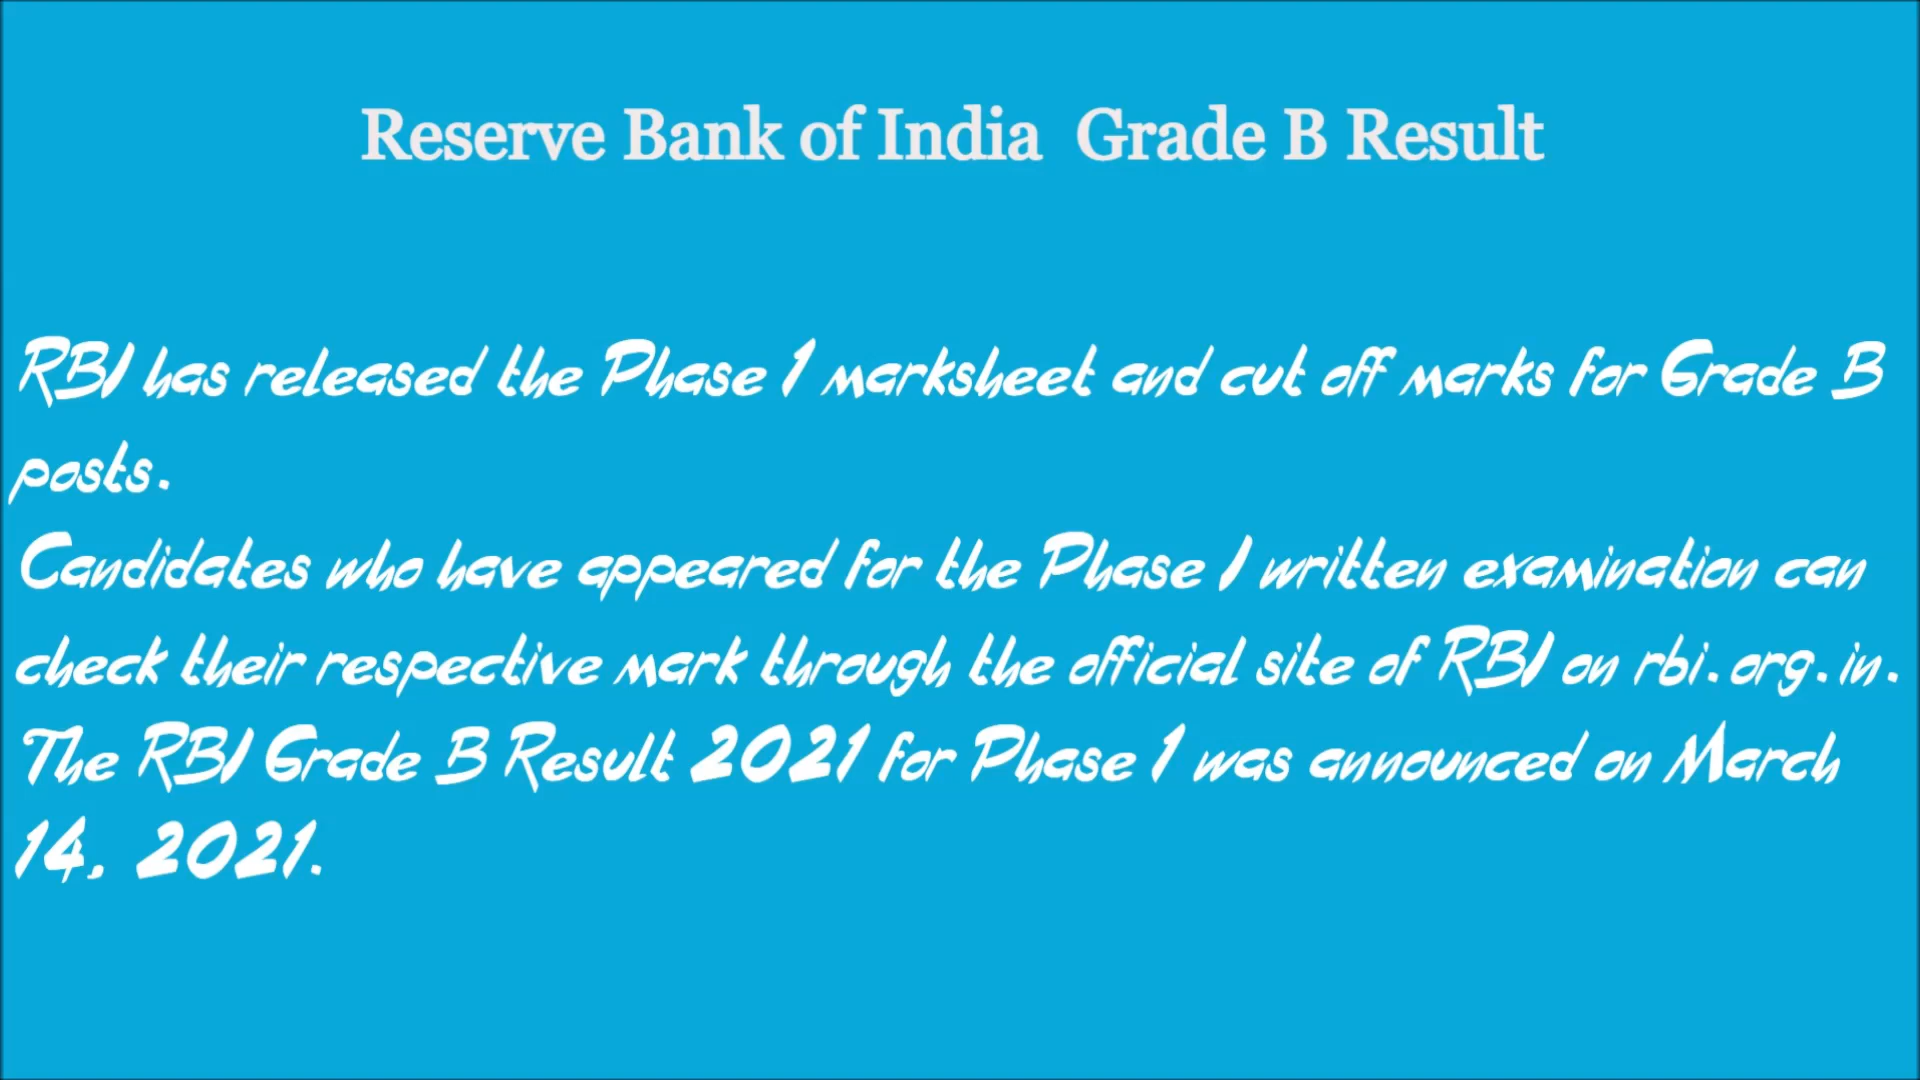 Reserve Bank of India Grade B Result
RBI has released the Phase 1 marksheet and cut off marks for Grade B
posts.
Candidates who have appeared for the Phase I written examination can
check their respective mark through the official site of RBI on rbi.org.in.
The RBI Grade B Result 2021 for Phase 1 was announced on March
14, 2021.